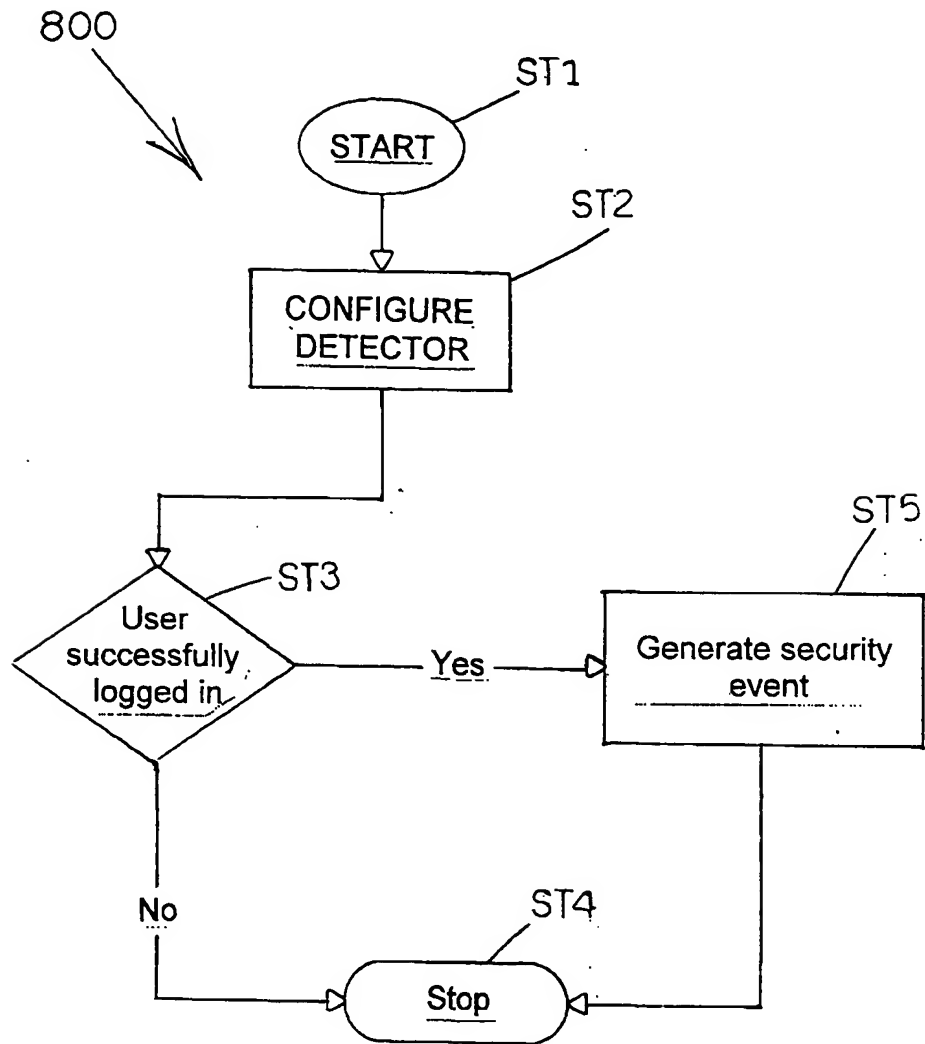 800
ST1
START
ST2
CONFIGURE
DETECTOR
ST3
User
successfully
logged in
Yes
ST5
Generate security
event
No
ST4
Stop